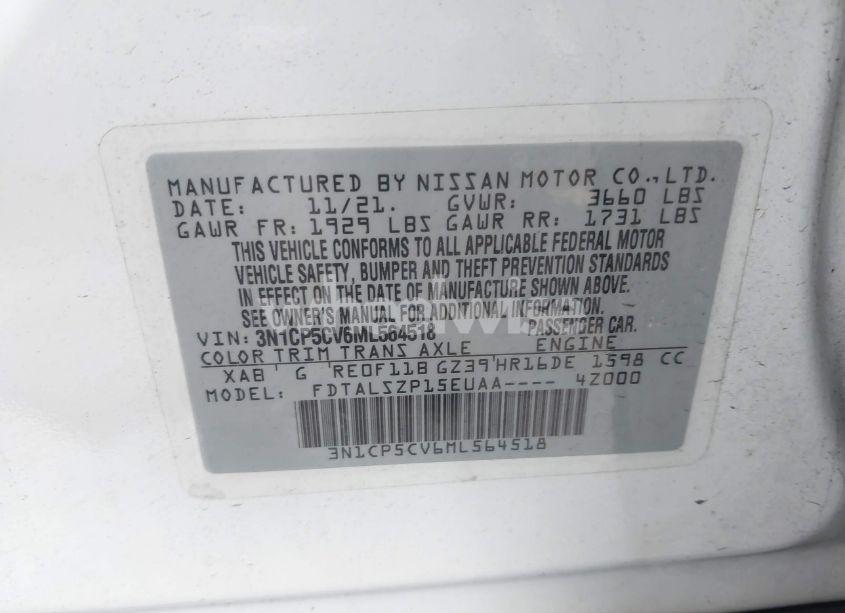 MANUFACTURED BY NISSAN MOTOR CO., LTD.
DATE: 11/21. GVWR: 3660 LBS
GAWR FR: 1929 LBS GAWR RR: 1731 LBS
THIS VEHICLE CONFORMS TO ALL APPLICABLE FEDERAL MOTOR
VEHICLE SAFETY, BUMPER AND THEFT PREVENTION STANDARDS
IN EFFECT ON THE DATE OF MANUFACTURE SHOWN ABOVE.
SEE OWNER'S MANUAL FOR ADDITIONAL INFORMATION.
VIN: 3N1CP5CV6ML564518 PASSENGER CAR.
COLOR TRIM TRANS AXLE ENGINE
XAB G RE0F11B GZ39 HR16DE 1598 CC
MODEL: FDTALSZP15EUAA---- 4Z000
3N1CP5CV6ML564518